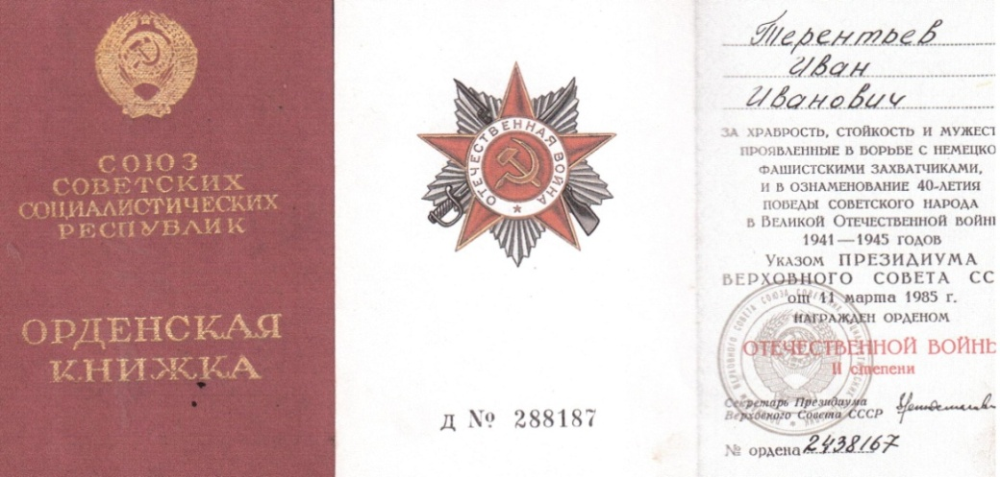 СОЮЗ
СОВЕТСКИХ
СОЦИАЛИСТИЧЕСКИХ
РЕСПУБЛИК
ОРДЕНСКАЯ
КНИЖКА
ОТЕЧЕСТВЕННАЯ ВОЙНА
Д № 288187
Терентьев
Иван
Иванович
ЗА ХРАБРОСТЬ, СТОЙКОСТЬ И МУЖЕСТ
ПРОЯВЛЕННЫЕ В БОРЬБЕ С НЕМЕЦКО
ФАШИСТСКИМИ ЗАХВАТЧИКАМИ,
И В ОЗНАМЕНОВАНИЕ 40-ЛЕТИЯ
ПОБЕДЫ СОВЕТСКОГО НАРОДА
В ВЕЛИКОЙ ОТЕЧЕСТВЕННОЙ ВОЙН
1941—1945 ГОДОВ
УКАЗОМ ПРЕЗИДИУМА
ВЕРХОВНОГО СОВЕТА СС
от 11 марта 1985 г.
НАГРАЖДЕН ОРДЕНОМ
ОТЕЧЕСТВЕННОЙ ВОЙНЫ
II степени
Секретарь Президиума
Верховного Совета СССР
№ ордена 2438167